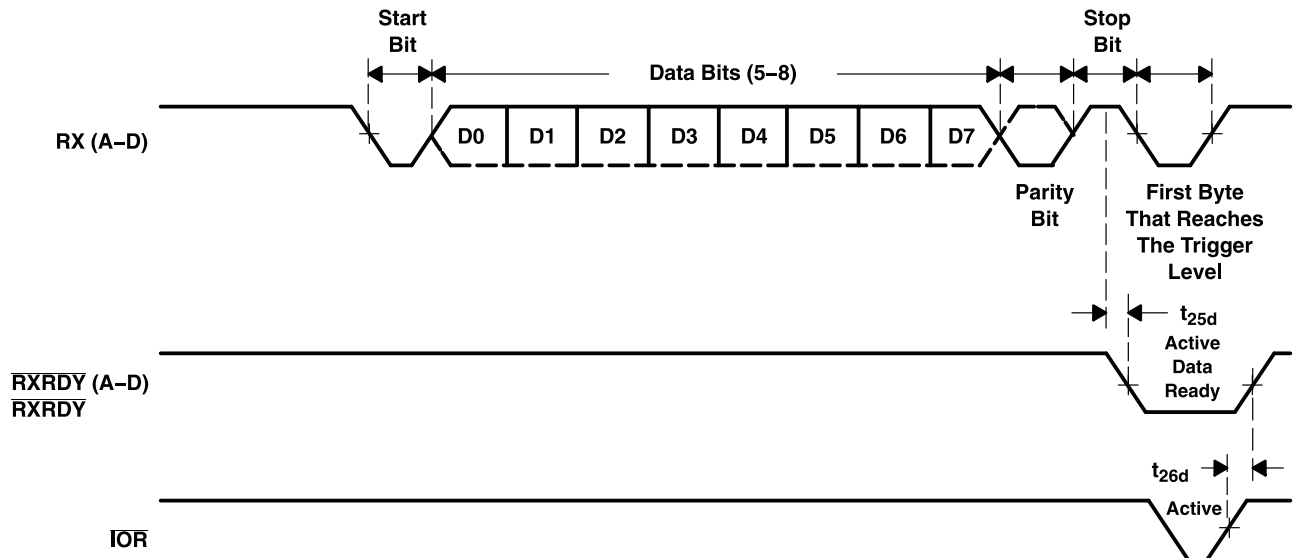 Start
Bit
Stop
Bit
Data Bits (5–8)
RX (A–D)
D0 D1 D2 D3 D4 D5 D6 D7
Parity
Bit
First Byte
That Reaches
The Trigger
Level
t25d
Active
Data
Ready
RXRDY (A–D)
RXRDY
t26d
Active
IOR